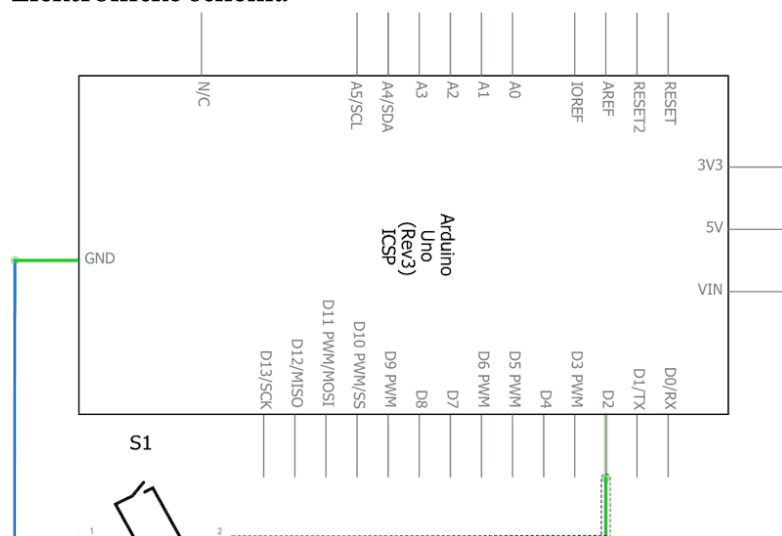 N/C
A5/SCL
A4/SDA
A3
A2
A1
A0
IOREF
AREF
RESET2
RESET
3V3
5V
VIN
GND
Arduino
Uno
(Rev3)
ICSP
D13/SCK
D12/MISO
D11 PWM/MOSI
D10 PWM/SS
D9 PWM
D8
D7
D6 PWM
D5 PWM
D4
D3 PWM
D2
D1/TX
D0/RX
S1
1
2